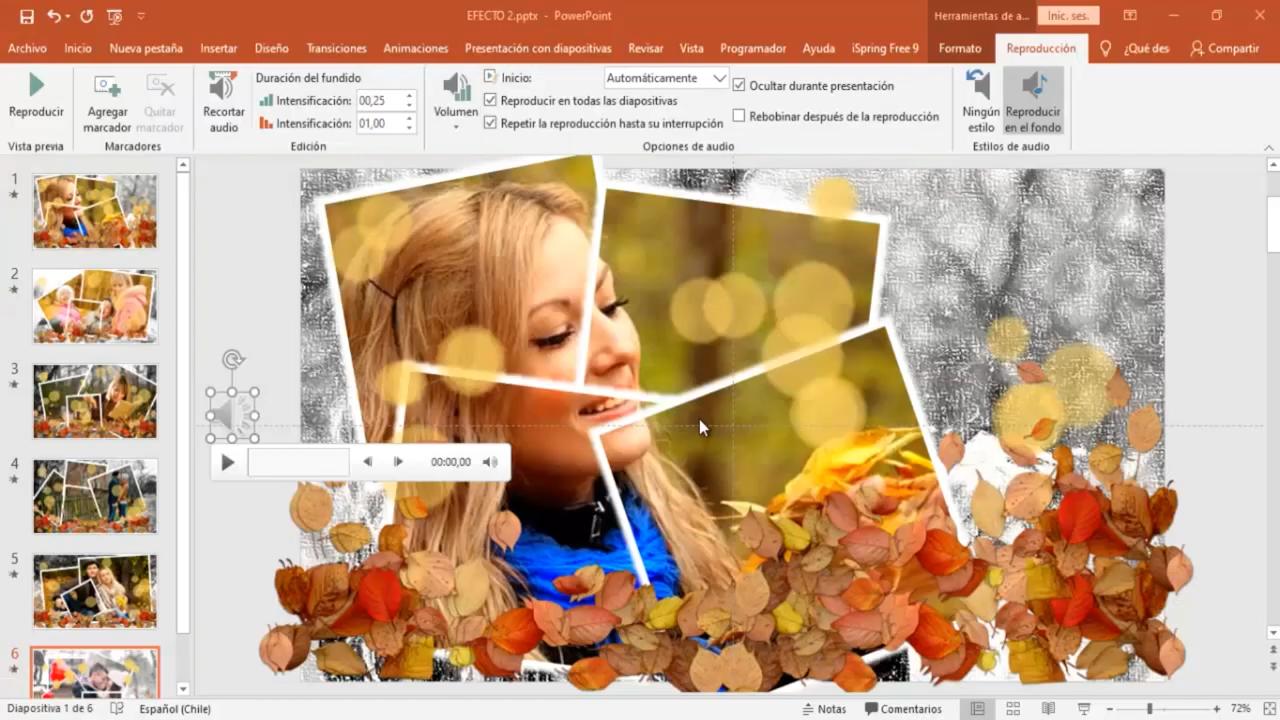 EFECTO 2.pptx - PowerPoint
Herramientas de a...
Inic. ses.
Archivo
Inicio
Nueva pestaña
Insertar
Diseño
Transiciones
Animaciones
Presentación con diapositivas
Revisar
Vista
Programador
Ayuda
iSpring Free 9
Formato
Reproducción
¿Qué des
Compartir
Reproducir
Vista previa
Agregar
marcador
Quitar
marcador
Marcadores
Recortar
audio
Duración del fundido
Intensificación: 00,25
Intensificación: 01,00
Edición
Volumen
Inicio: Automáticamente
Reproducir en todas las diapositivas
Repetir la reproducción hasta su interrupción
Ocultar durante presentación
Rebobinar después de la reproducción
Opciones de audio
Ningún
estilo
Reproducir
en el fondo
Estilos de audio
1
2
3
4
5
6
00:00,00
Diapositiva 1 de 6
Español (Chile)
Notas
Comentarios
72%